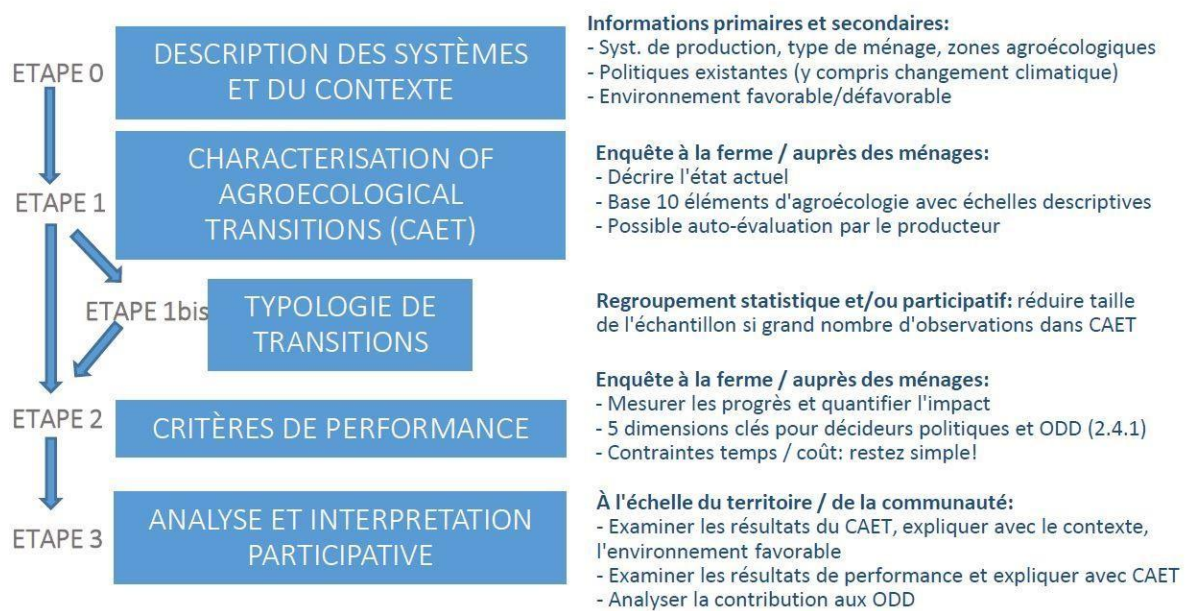 ETAPE 0
DESCRIPTION DES SYSTÈMES
ET DU CONTEXTE
Informations primaires et secondaires:
- Syst. de production, type de ménage, zones agroécologiques
- Politiques existantes (y compris changement climatique)
- Environnement favorable/défavorable
ETAPE 1
CHARACTERISATION OF
AGROECOLOGICAL
TRANSITIONS (CAET)
Enquête à la ferme / auprès des ménages:
- Décrire l'état actuel
- Base 10 éléments d'agroécologie avec échelles descriptives
- Possible auto-évaluation par le producteur
ETAPE 1bis
TYPOLOGIE DE
TRANSITIONS
Regroupement statistique et/ou participatif: réduire taille
de l'échantillon si grand nombre d'observations dans CAET
ETAPE 2
CRITÈRES DE PERFORMANCE
Enquête à la ferme / auprès des ménages:
- Mesurer les progrès et quantifier l'impact
- 5 dimensions clés pour décideurs politiques et ODD (2.4.1)
- Contraintes temps / coût: restez simple!
ETAPE 3
ANALYSE ET INTERPRETATION
PARTICIPATIVE
À l'échelle du territoire / de la communauté:
- Examiner les résultats du CAET, expliquer avec le contexte,
l'environnement favorable
- Examiner les résultats de performance et expliquer avec CAET
- Analyser la contribution aux ODD